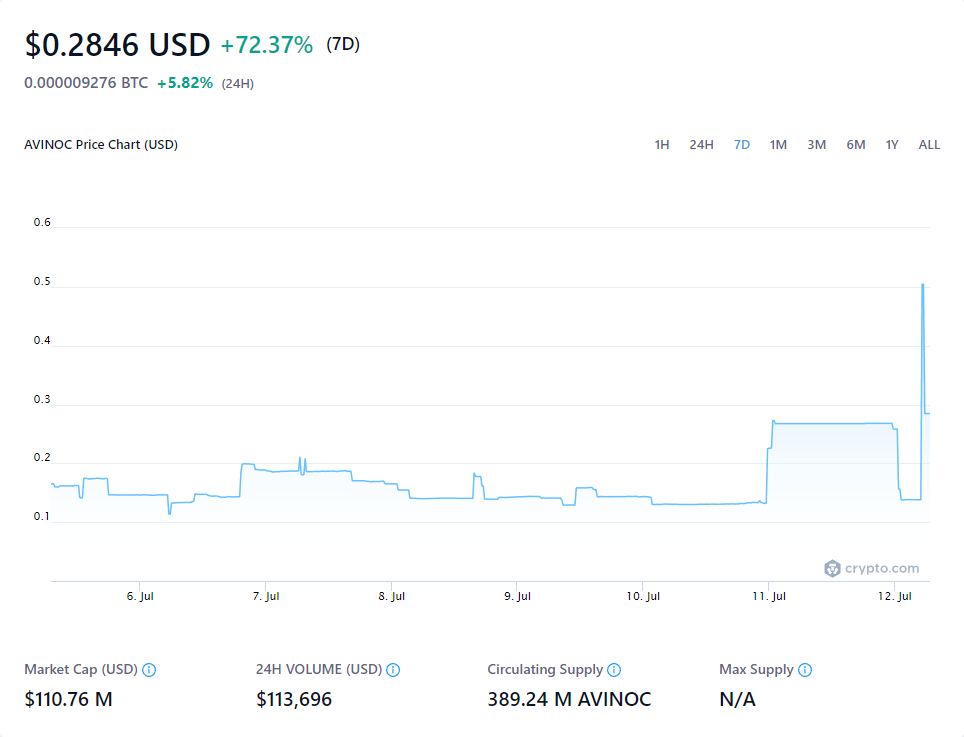 $0.2846 USD +72.37% (7D)
0.000009276 BTC +5.82% (24H)
AVINOC Price Chart (USD) 1H 24H 7D 1M 3M 6M 1Y ALL
0.6
0.5
0.4
0.3
0.2
0.1
crypto.com
6. Jul 7. Jul 8. Jul 9. Jul 10. Jul 11. Jul 12. Jul
Market Cap (USD) 24H VOLUME (USD) Circulating Supply Max Supply
$110.76 M $113,696 389.24 M AVINOC N/A